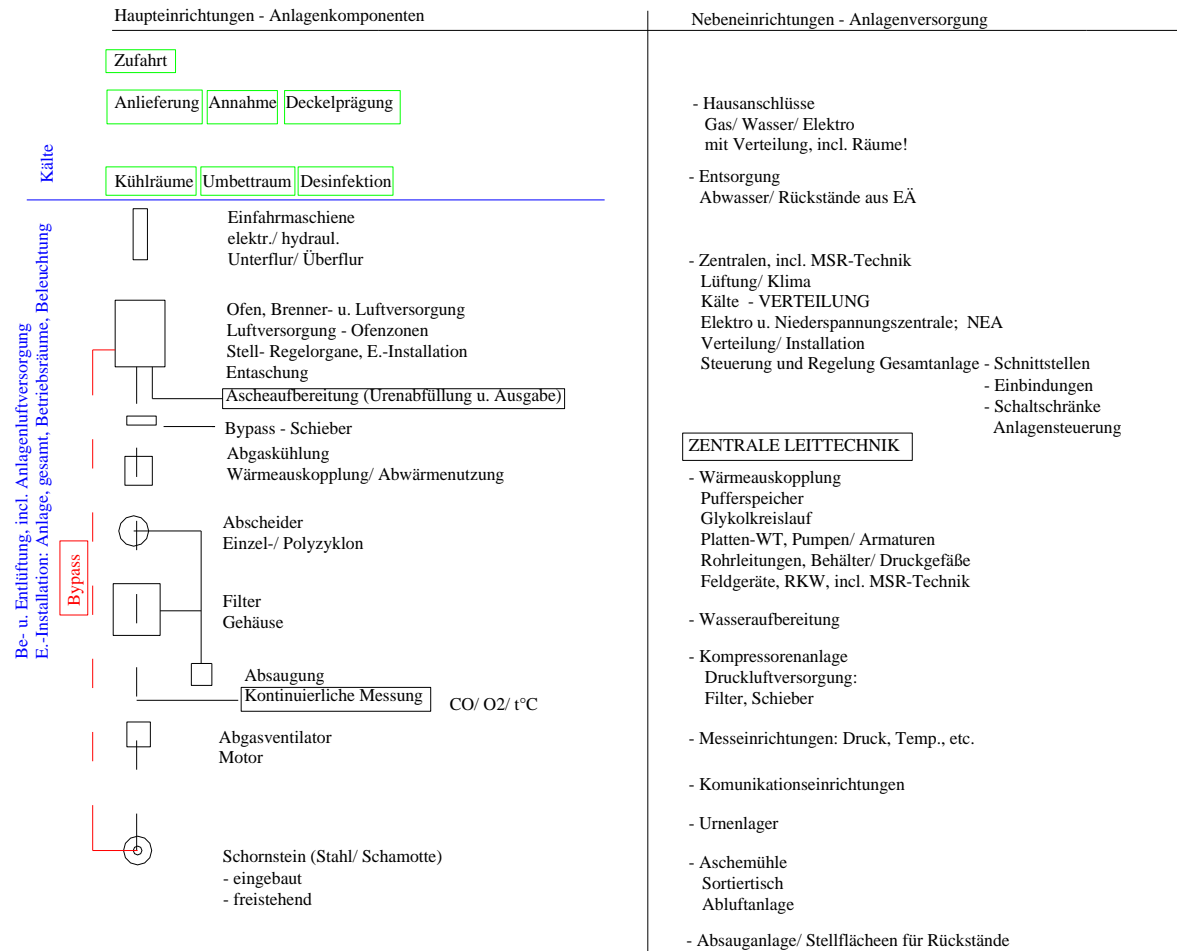 Haupteinrichtungen - Anlagenkomponenten
Zufahrt
Anlieferung Annahme Deckelprägung
Kälte
Kühlräume Umbettraum Desinfektion
Einfahrmaschiene
elektr./ hydraul.
Unterflur/ Überflur
Be- u. Entlüftung, incl. Anlagenluftversorgung
E.-Installation: Anlage, gesamt, Betriebsräume, Beleuchtung
Ofen, Brenner- u. Luftversorgung
Luftversorgung - Ofenzonen
Stell- Regelorgane, E.-Installation
Entaschung
Ascheaufbereitung (Urenabfüllung u. Ausgabe)
Bypass - Schieber
Abgaskühlung
Wärmeauskopplung/ Abwärmenutzung
Abscheider
Einzel-/ Polyzyklon
Bypass
Filter
Gehäuse
Absaugung
Kontinuierliche Messung CO/ O2/ t°C
Abgasventilator
Motor
Schornstein (Stahl/ Schamotte)
- eingebaut
- freistehend
Nebeneinrichtungen - Anlagenversorgung
- Hausanschlüsse
Gas/ Wasser/ Elektro
mit Verteilung, incl. Räume!
- Entsorgung
Abwasser/ Rückstände aus EÄ
- Zentralen, incl. MSR-Technik
Lüftung/ Klima
Kälte - VERTEILUNG
Elektro u. Niederspannungszentrale; NEA
Verteilung/ Installation
Steuerung und Regelung Gesamtanlage - Schnittstellen
- Einbindungen
- Schaltschränke
Anlagensteuerung
ZENTRALE LEITTECHNIK
- Wärmeauskopplung
Pufferspeicher
Glykolkreislauf
Platten-WT, Pumpen/ Armaturen
Rohrleitungen, Behälter/ Druckgefäße
Feldgeräte, RKW, incl. MSR-Technik
- Wasseraufbereitung
- Kompressorenanlage
Druckluftversorgung:
Filter, Schieber
- Messeinrichtungen: Druck, Temp., etc.
- Komunikationseinrichtungen
- Urnenlager
- Aschemühle
Sortiertisch
Abluftanlage
- Absauganlage/ Stellflächeen für Rückstände